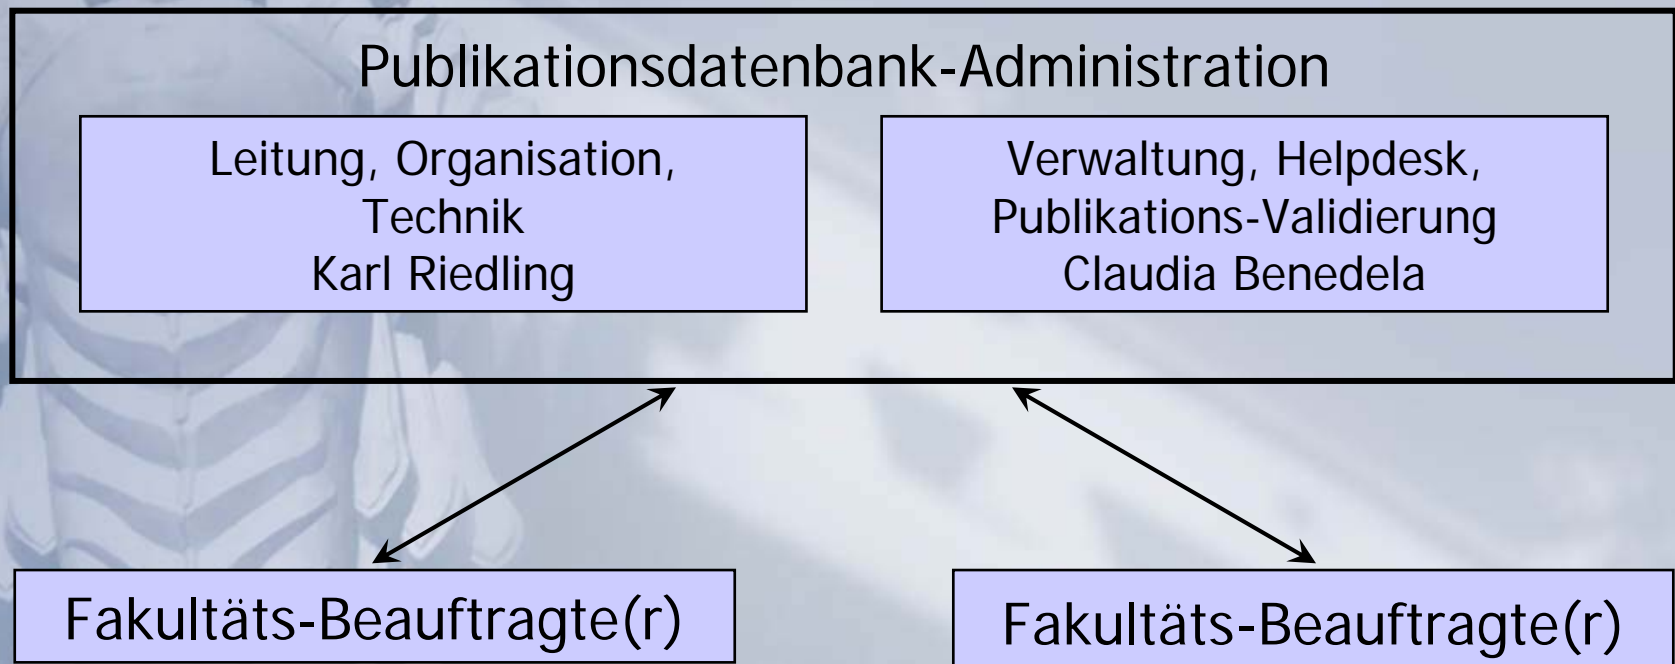 Publikationsdatenbank-Administration
Leitung, Organisation,
Technik
Karl Riedling
Verwaltung, Helpdesk,
Publikations-Validierung
Claudia Benedela
Fakultäts-Beauftragte(r)
Fakultäts-Beauftragte(r)